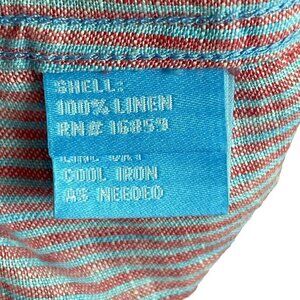 SHELL:
100% LINEN
RN# 16859
COOL IRON
AS NEEDED